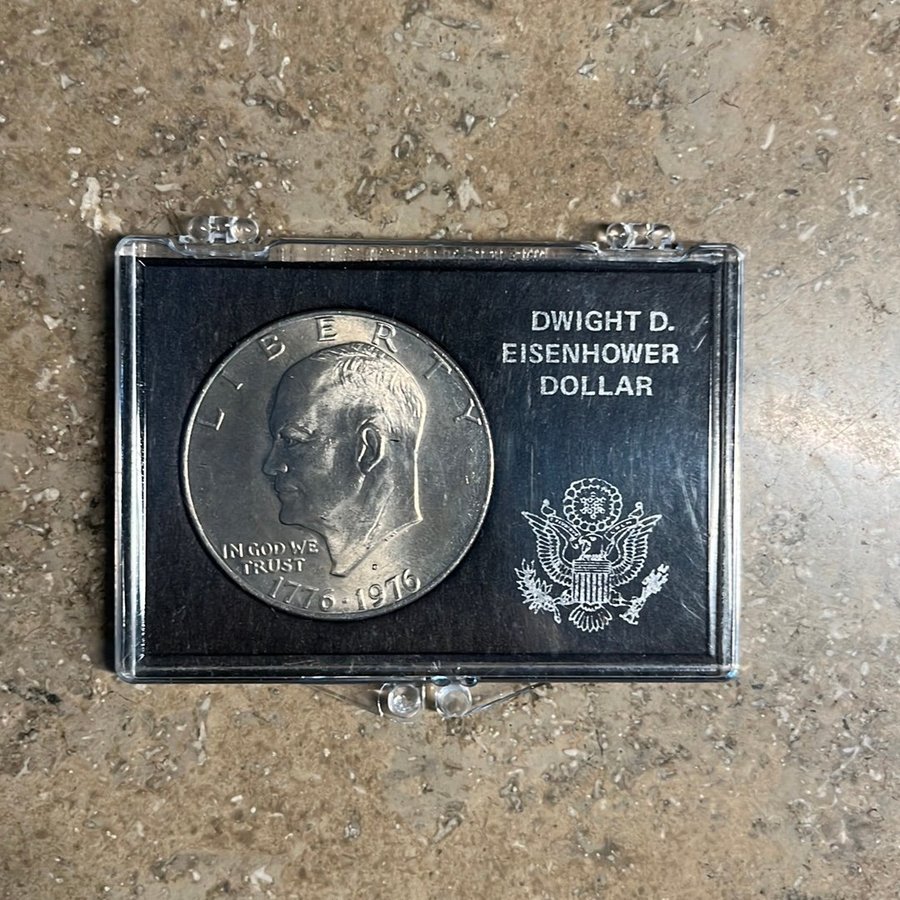 LIBERTY
IN GOD WE
TRUST
1776 · 1976
DWIGHT D.
EISENHOWER
DOLLAR